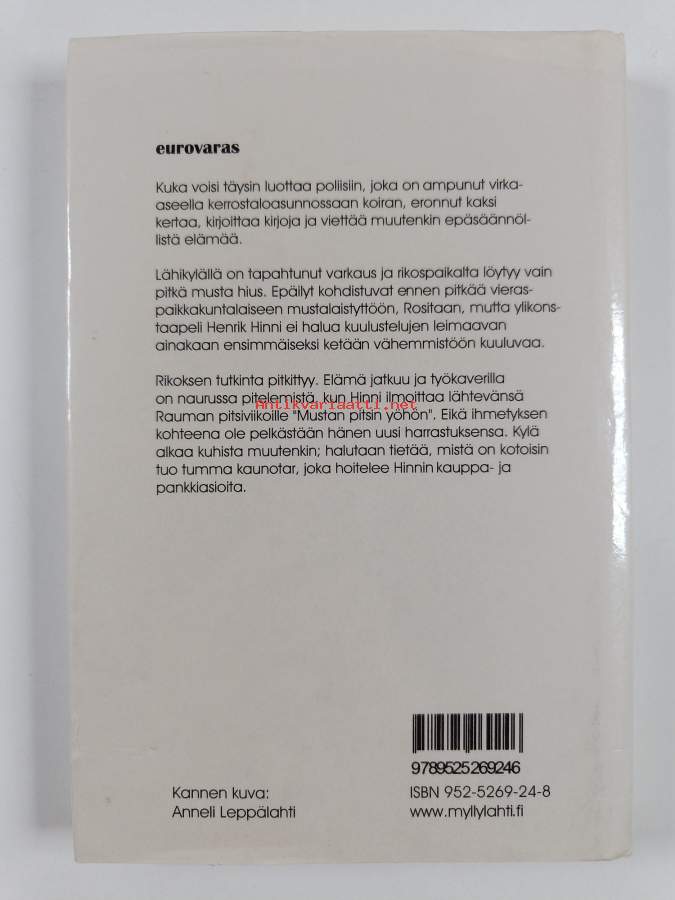 eurovaras
Kuka voisi täysin luottaa poliisiin, joka on ampunut virka-
aseella kerrostaloasunnossaan koiran, eronnut kaksi
kertaa, kirjoittaa kirjoja ja viettää muutenkin epäsäännöl-
listä elämää.
Lähikylällä on tapahtunut varkaus ja rikospaikalta löytyy vain
pitkä musta hius. Epäilyt kohdistuvat ennen pitkää vieras-
paikkakuntalaiseen mustalaistyttöön, Rositaan, mutta ylikons-
taapeli Henrik Hinni ei halua kuulustelujen leimaavan
ainakaan ensimmäiseksi ketään vähemmistöön kuuluvaa.
Rikoksen tutkinta pitkittyy. Elämä jatkuu ja työkaverilla
on naurussa pitelemistä, kun Hinni ilmoittaa lähtevänsä
Antikvariaatti.net
Rauman pitsiviikoille "Mustan pitsin yöhön". Eikä ihmetyksen
kohteena ole pelkästään hänen uusi harrastuksensa. Kylä
alkaa kuhista muutenkin; halutaan tietää, mistä on kotoisin
tuo tumma kaunotar, joka hoitelee Hinnin kauppa- ja
pankkiasioita.
9789525269246
Kannen kuva:
Anneli Leppälahti
ISBN 952-5269-24-8
www.myllylahti.fi